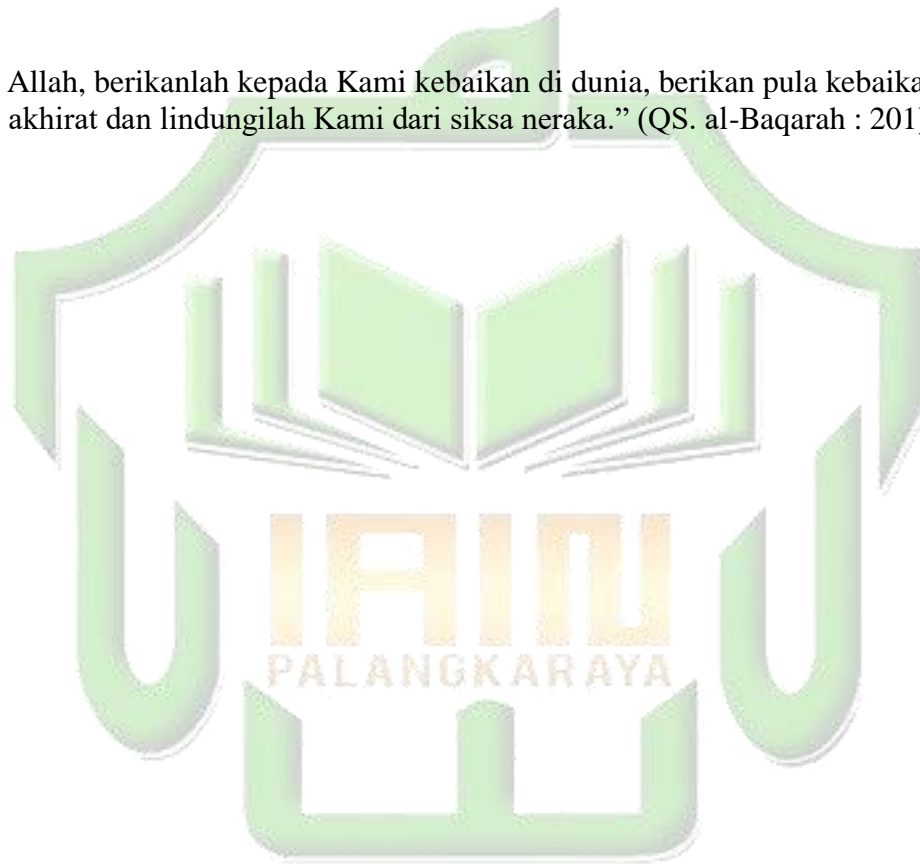 Allah, berikanlah kepada Kami kebaikan di dunia, berikan pula kebaika
akhirat dan lindungilah Kami dari siksa neraka.” (QS. al-Baqarah : 201)
IAIN
PALANGKARAYA